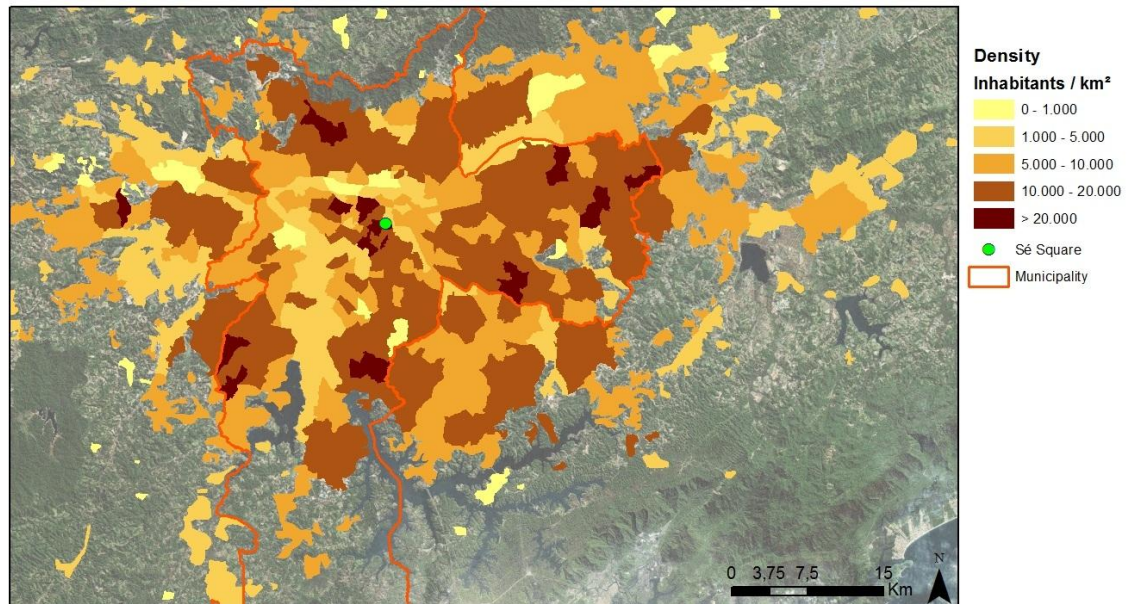 Density
Inhabitants / km²
0 - 1.000
1.000 - 5.000
5.000 - 10.000
10.000 - 20.000
> 20.000
Sé Square
Municipality
0 3,75 7,5 15
Km
N